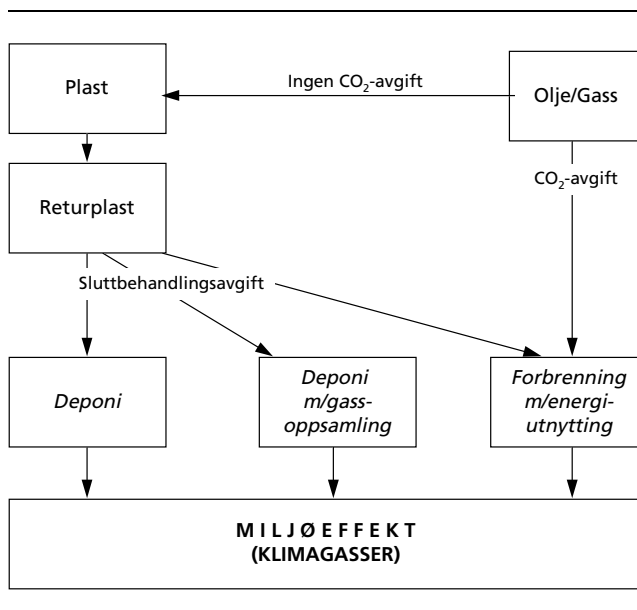 Plast
Ingen CO₂-avgift
Olje/Gass
CO₂-avgift
Returplast
Sluttbehandlingsavgift
Deponi
Deponi
m/gass-
oppsamling
Forbrenning
m/energi-
utnytting
MILJØEFFEKT
(KLIMAGASSER)